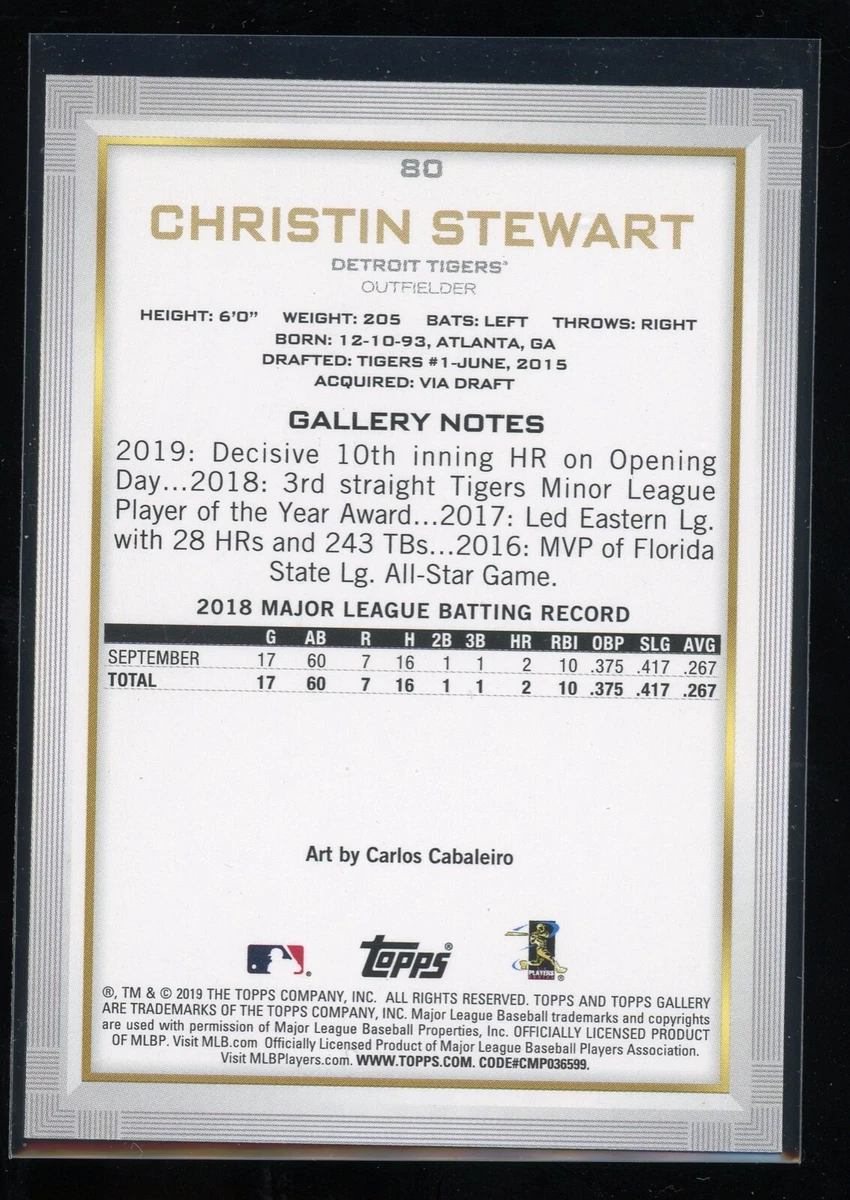 80
CHRISTIN STEWART
DETROIT TIGERS®
OUTFIELDER
HEIGHT: 6'0" WEIGHT: 205 BATS: LEFT THROWS: RIGHT
BORN: 12-10-93, ATLANTA, GA
DRAFTED: TIGERS #1-JUNE, 2015
ACQUIRED: VIA DRAFT
GALLERY NOTES
2019: Decisive 10th inning HR on Opening
Day...2018: 3rd straight Tigers Minor League
Player of the Year Award...2017: Led Eastern Lg.
with 28 HRs and 243 TBs...2016: MVP of Florida
State Lg. All-Star Game.
2018 MAJOR LEAGUE BATTING RECORD
G AB R H 2B 3B HR RBI OBP SLG AVG
SEPTEMBER 17 60 7 16 1 1 2 10 .375 .417 .267
TOTAL 17 60 7 16 1 1 2 10 .375 .417 .267
Art by Carlos Cabaleiro
Topps® PLAYERS
®, TM & © 2019 THE TOPPS COMPANY, INC. ALL RIGHTS RESERVED. TOPPS AND TOPPS GALLERY
ARE TRADEMARKS OF THE TOPPS COMPANY, INC. Major League Baseball trademarks and copyrights
are used with permission of Major League Baseball Properties, Inc. OFFICIALLY LICENSED PRODUCT
OF MLBP. Visit MLB.com Officially Licensed Product of Major League Baseball Players Association.
Visit MLBPlayers.com. WWW.TOPPS.COM. CODE#CMP036599.